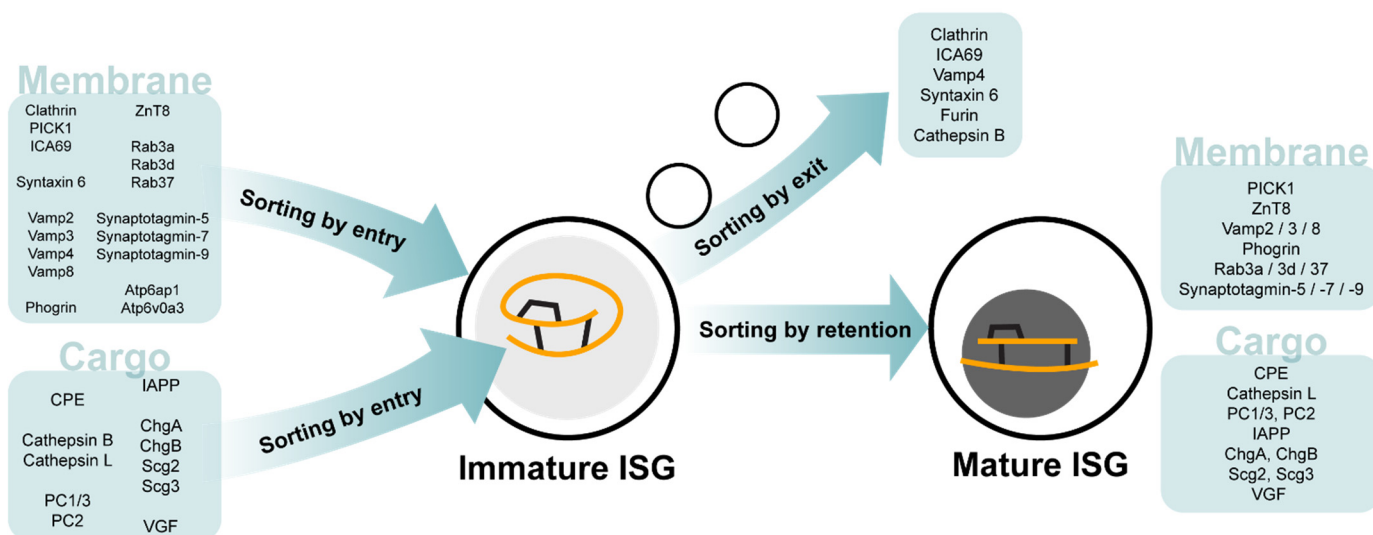 Membrane
Clathrin ZnT8
PICK1
ICA69 Rab3a
Rab3d
Syntaxin 6 Rab37
Vamp2 Synaptotagmin-5
Vamp3 Synaptotagmin-7
Vamp4 Synaptotagmin-9
Vamp8
Atp6ap1
Phogrin Atp6v0a3
Sorting by entry
Cargo
IAPP
CPE
ChgA
Cathepsin B ChgB
Cathepsin L Scg2
Scg3
PC1/3
PC2 VGF
Sorting by entry
Immature ISG
Sorting by exit
Clathrin
ICA69
Vamp4
Syntaxin 6
Furin
Cathepsin B
Sorting by retention
Mature ISG
Membrane
PICK1
ZnT8
Vamp2 / 3 / 8
Phogrin
Rab3a / 3d / 37
Synaptotagmin-5 / -7 / -9
Cargo
CPE
Cathepsin L
PC1/3, PC2
IAPP
ChgA, ChgB
Scg2, Scg3
VGF